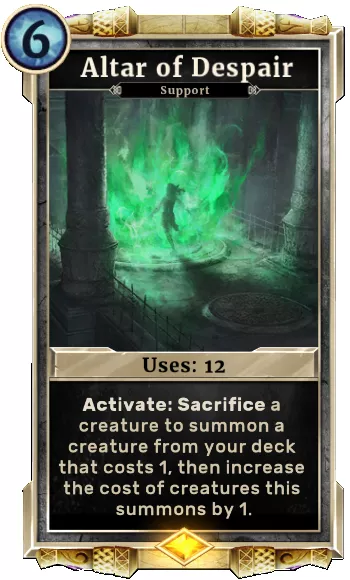 6
Altar of Despair
Support
Uses: 12
Activate: Sacrifice a
creature to summon a
creature from your deck
that costs 1, then increase
the cost of creatures this
summons by 1.